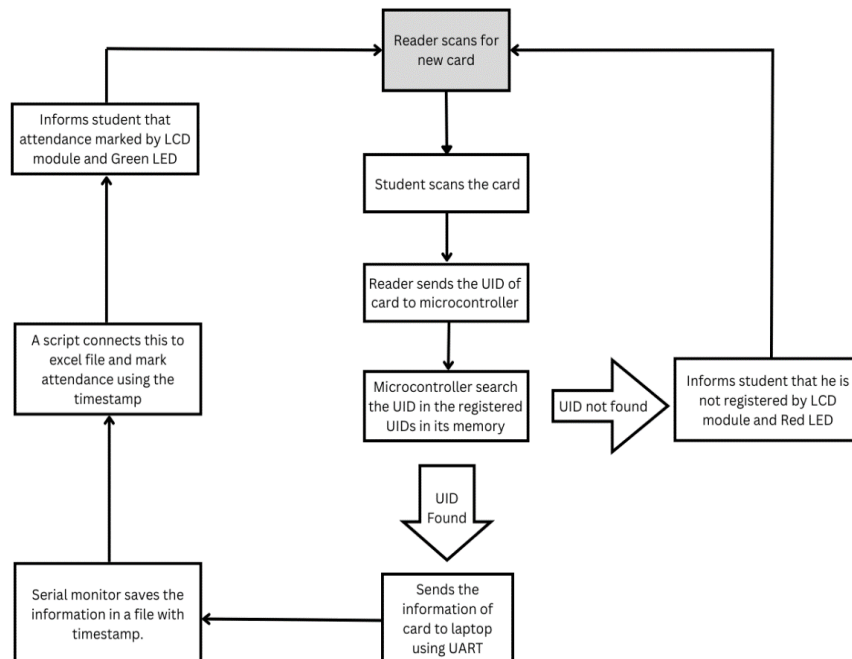 Reader scans for
new card
Informs student that
attendance marked by LCD
module and Green LED
Student scans the card
Reader sends the UID of
card to microcontroller
A script connects this to
excel file and mark
attendance using the
timestamp
Microcontroller search
the UID in the registered
UIDs in its memory
UID not found
Informs student that he is
not registered by LCD
module and Red LED
UID
Found
Serial monitor saves the
information in a file with
timestamp.
Sends the
information of
card to laptop
using UART